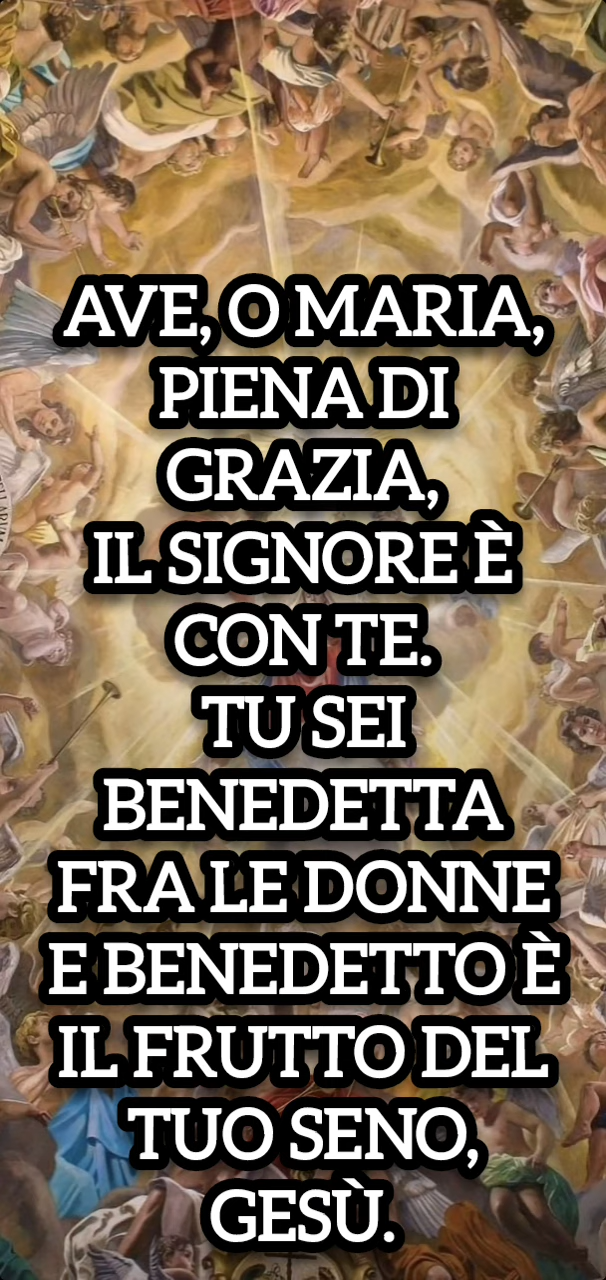 AVE, O MARIA,
PIENA DI
GRAZIA,
IL SIGNORE È
CON TE.
TU SEI
BENEDETTA
FRA LE DONNE
E BENEDETTO È
IL FRUTTO DEL
TUO SENO,
GESÙ.